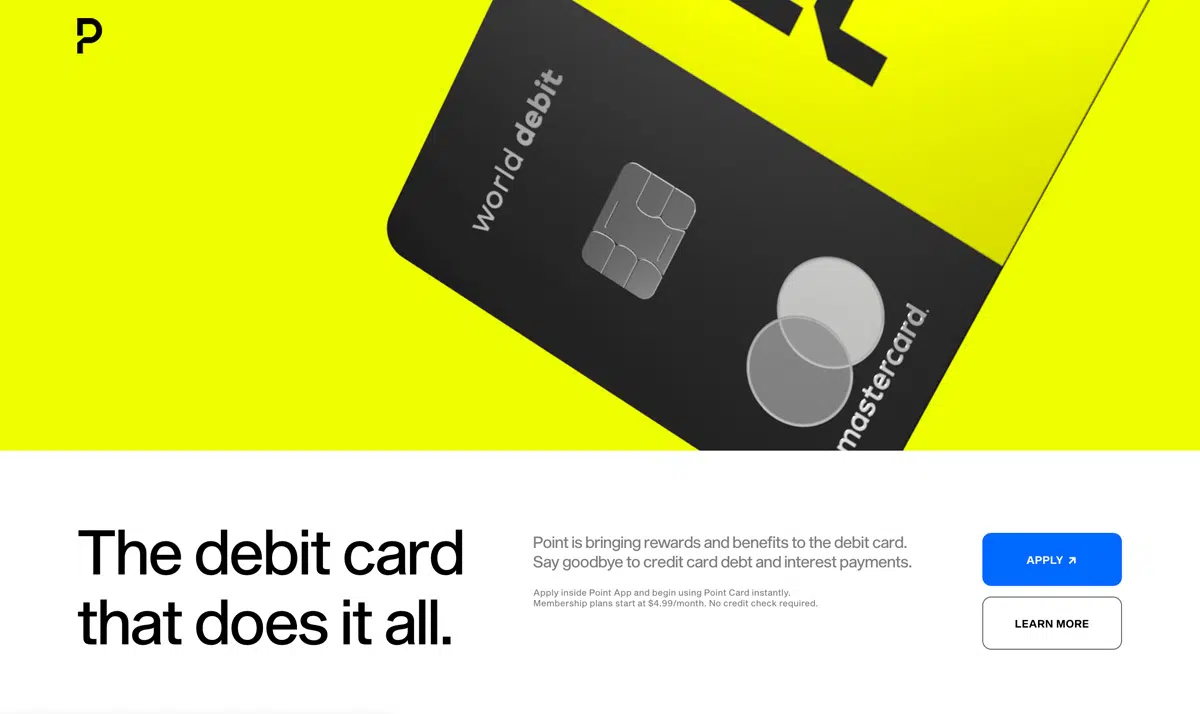 P
world debit
mastercard.
The debit card
that does it all.
Point is bringing rewards and benefits to the debit card.
Say goodbye to credit card debt and interest payments.
Apply inside Point App and begin using Point Card instantly.
Membership plans start at $4.99/month. No credit check required.
APPLY ↗
LEARN MORE